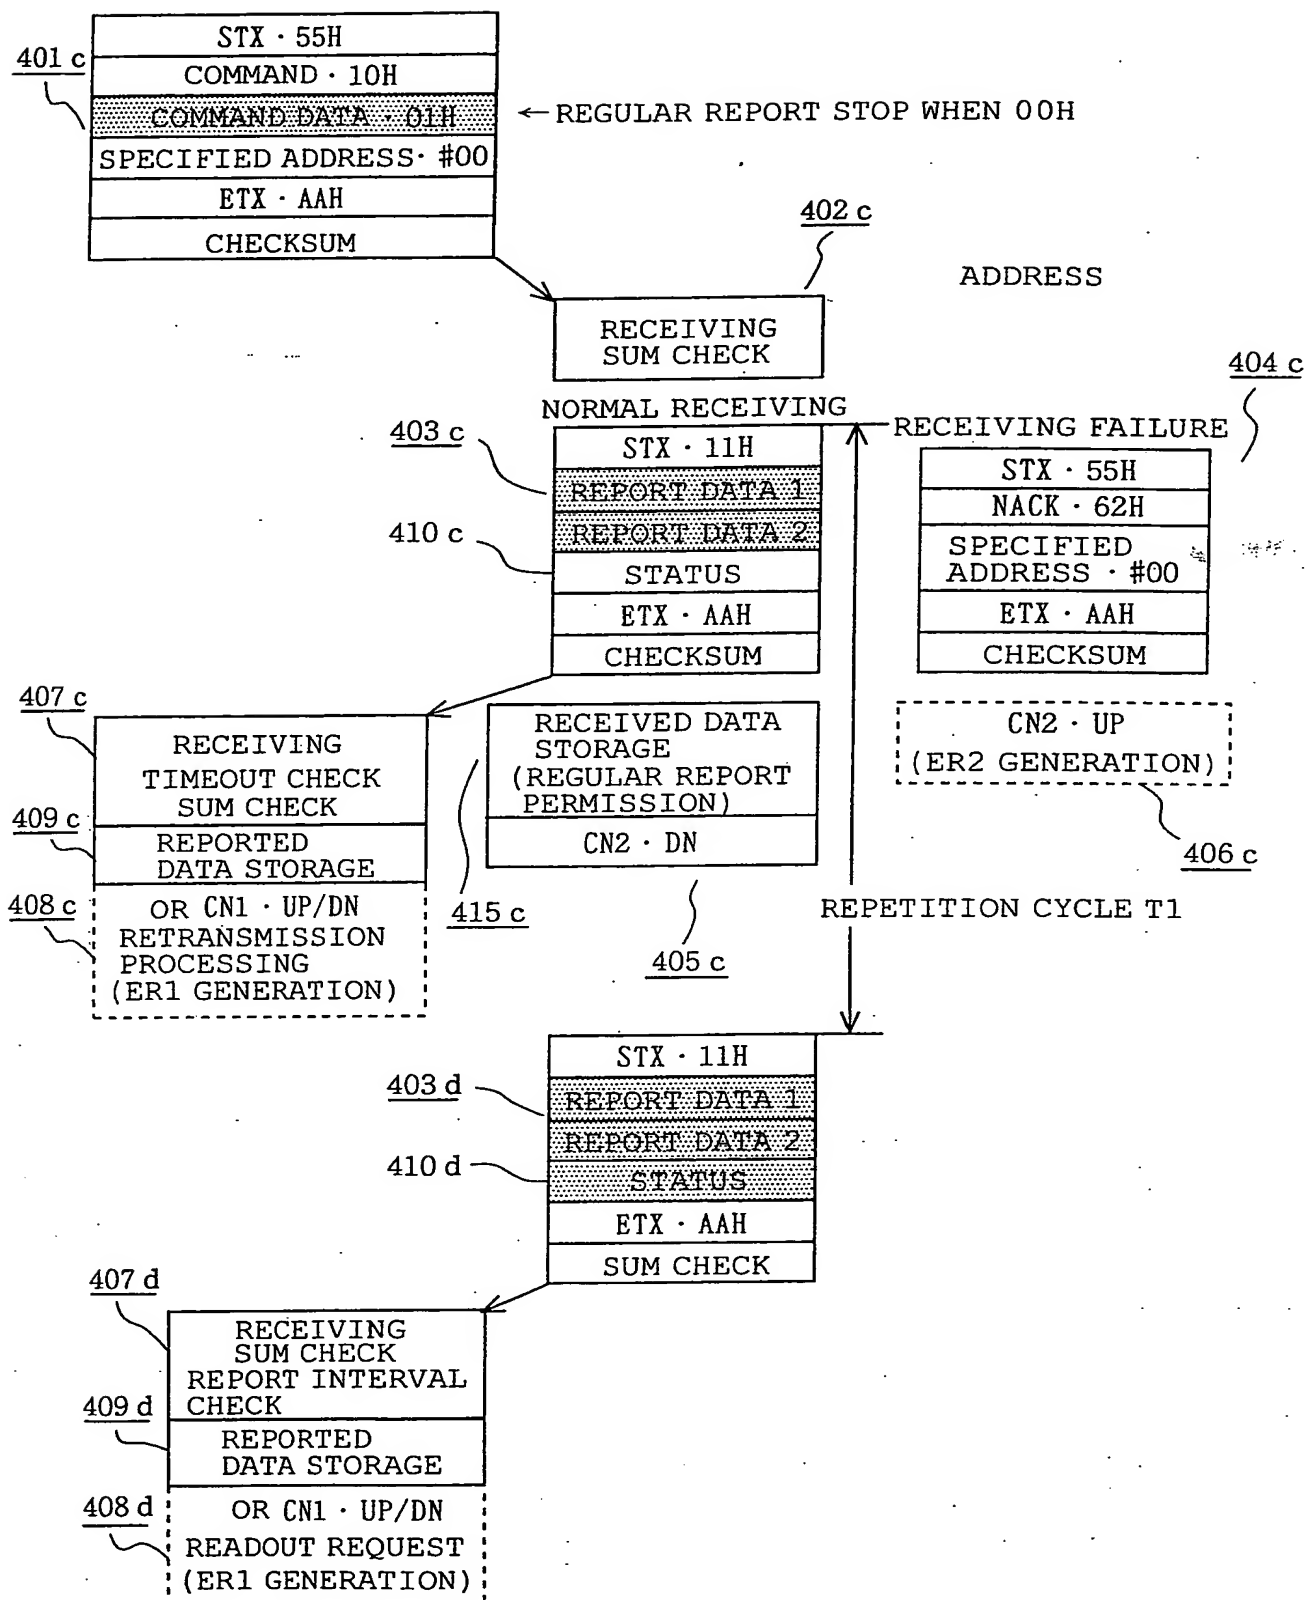 STX · 55H
401 c
COMMAND · 10H
COMMAND DATA · 01H
← REGULAR REPORT STOP WHEN 00H
SPECIFIED ADDRESS · #00
ETX · AAH
CHECKSUM
402 c
ADDRESS
RECEIVING
SUM CHECK
404 c
NORMAL RECEIVING
RECEIVING FAILURE
403 c
STX · 11H
REPORT DATA 1
REPORT DATA 2
410 c
STATUS
ETX · AAH
CHECKSUM
STX · 55H
NACK · 62H
SPECIFIED
ADDRESS · #00
ETX · AAH
CHECKSUM
407 c
RECEIVING
TIMEOUT CHECK
SUM CHECK
409 c
REPORTED
DATA STORAGE
408 c
OR CN1 · UP/DN
RETRANSMISSION
PROCESSING
(ER1 GENERATION)
RECEIVED DATA
STORAGE
(REGULAR REPORT
PERMISSION)
CN2 · DN
415 c
405 c
CN2 · UP
(ER2 GENERATION)
406 c
REPETITION CYCLE T1
STX · 11H
403 d
REPORT DATA 1
REPORT DATA 2
410 d
STATUS
ETX · AAH
SUM CHECK
407 d
RECEIVING
SUM CHECK
REPORT INTERVAL
CHECK
409 d
REPORTED
DATA STORAGE
408 d
OR CN1 · UP/DN
READOUT REQUEST
(ER1 GENERATION)